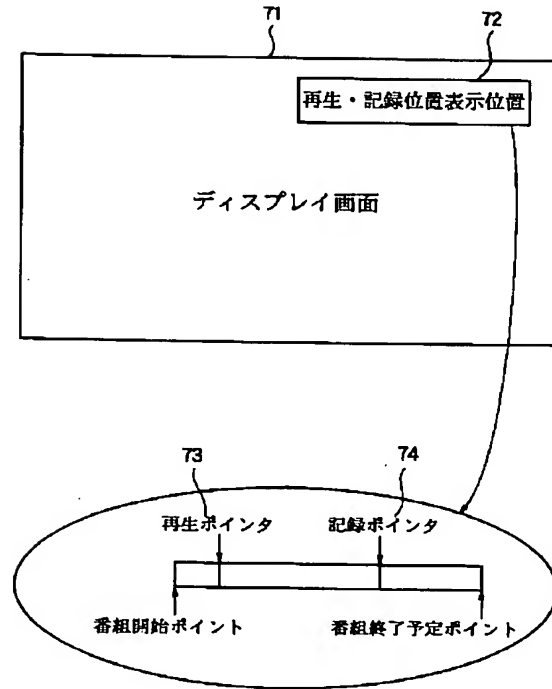 71
72
再生・記録位置表示位置
ディスプレイ画面
73
74
再生ポインタ
記録ポインタ
番組開始ポイント
番組終了予定ポイント